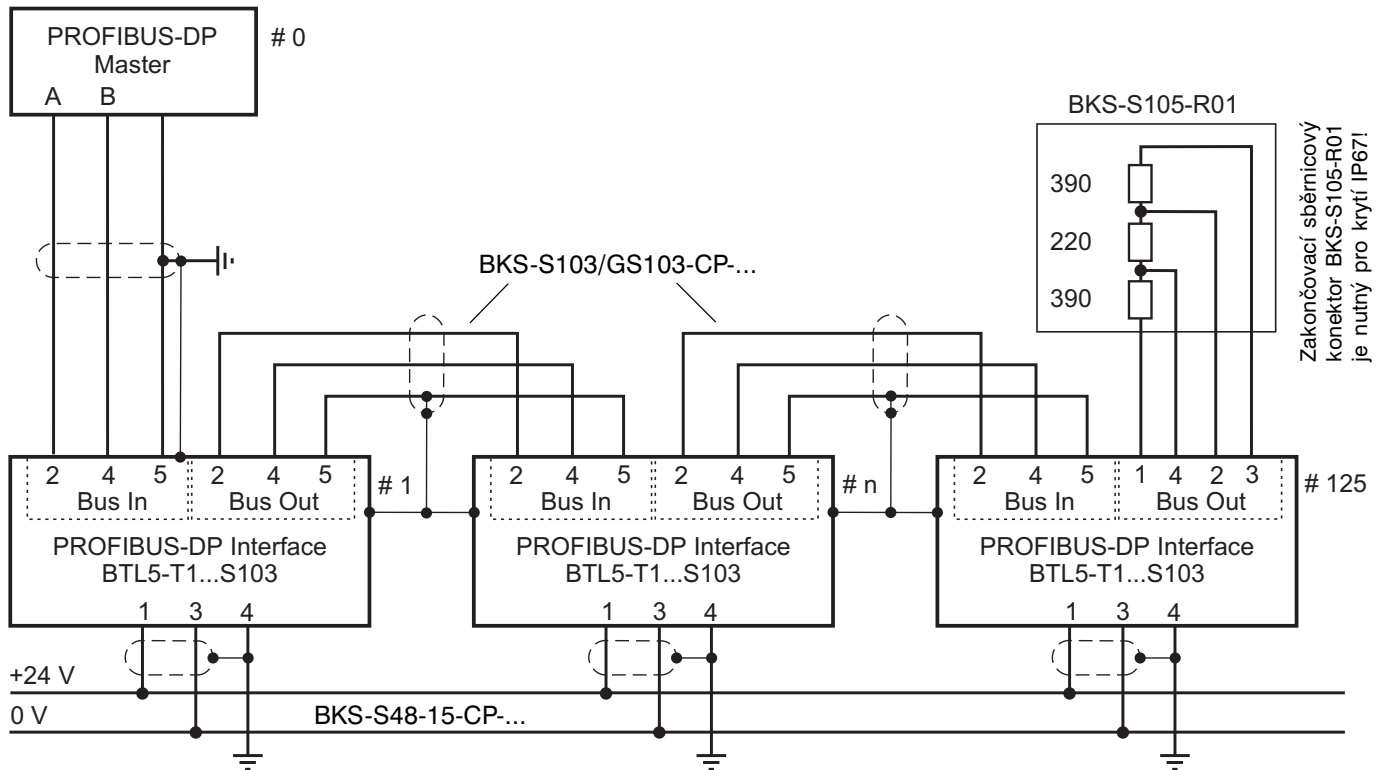 PROFIBUS-DP
Master
# 0
A B
BKS-S105-R01
390
220
390
Zakončovací sběrnicový
konektor BKS-S105-R01
je nutný pro krytí IP67!
BKS-S103/GS103-CP-...
2 4 5 2 4 5
Bus In Bus Out
# 1
PROFIBUS-DP Interface
BTL5-T1...S103
1 3 4
2 4 5 2 4 5
Bus In Bus Out
# n
PROFIBUS-DP Interface
BTL5-T1...S103
1 3 4
2 4 5 1 4 2 3
Bus In Bus Out
# 125
PROFIBUS-DP Interface
BTL5-T1...S103
1 3 4
+24 V
0 V
BKS-S48-15-CP-...